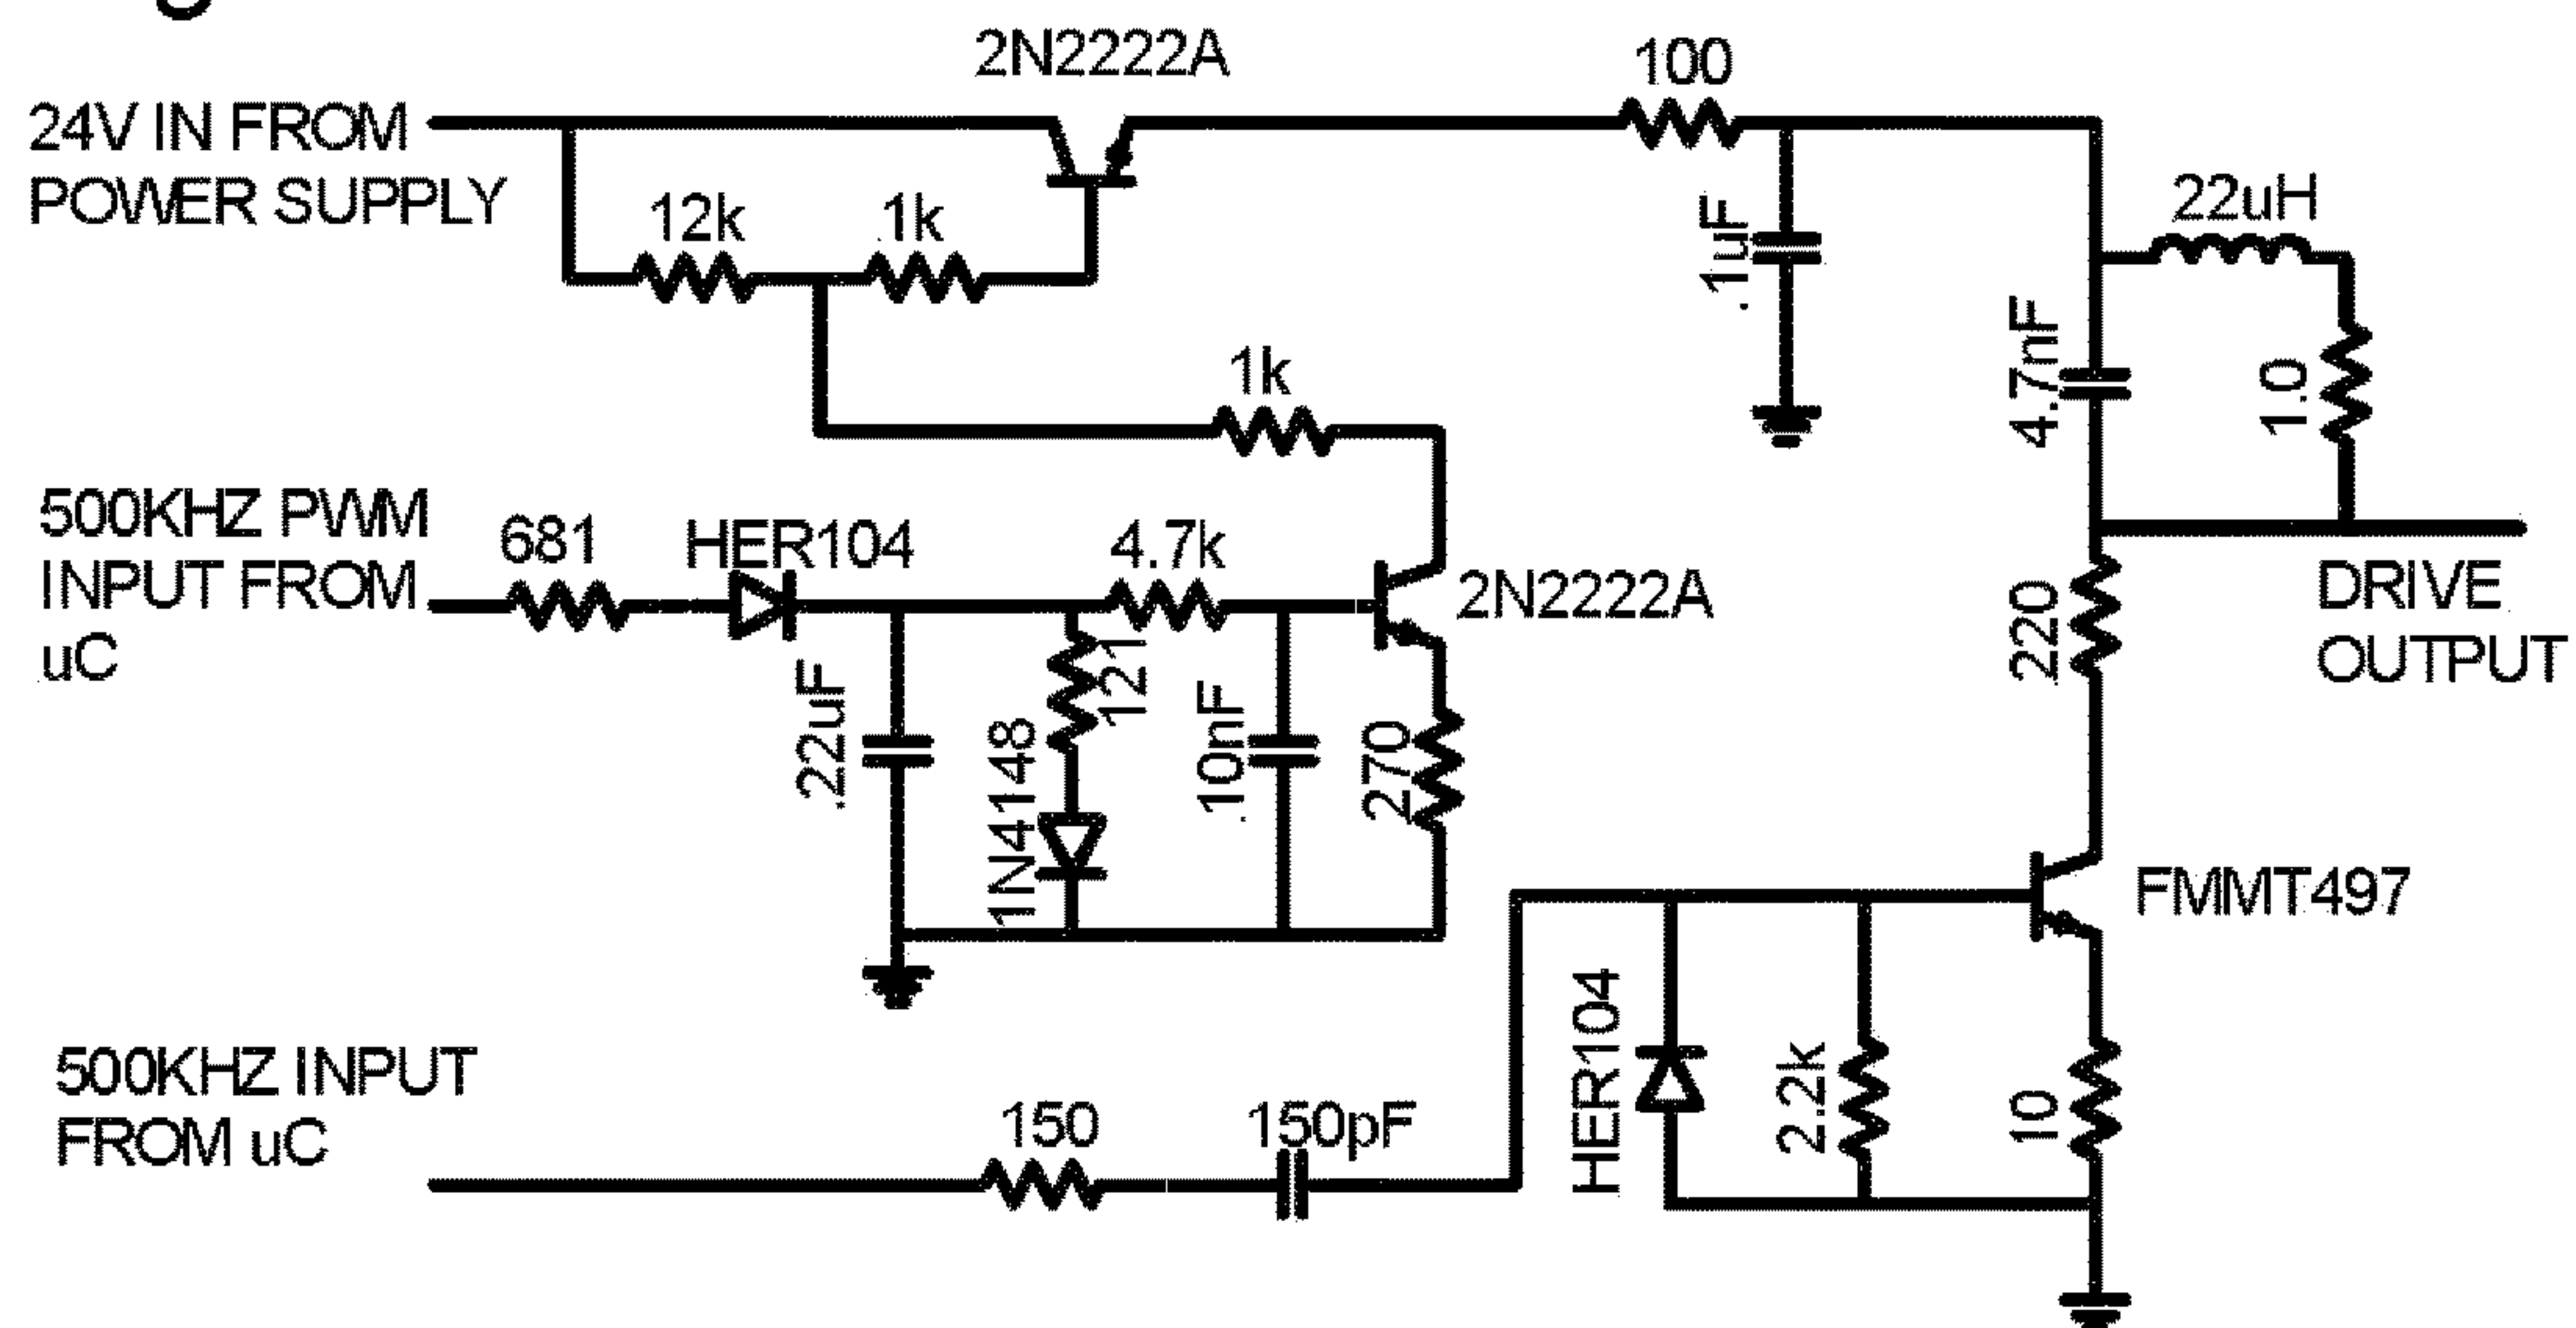 2N2222A
100
24V IN FROM
POWER SUPPLY
12k
.1k
.1uF
22uH
1k
4.7nF
1.0
500KHZ PWM
INPUT FROM
uC
681
HER104
4.7k
2N2222A
.22uF
121
1N4148
.10nF
270
220
DRIVE
OUTPUT
FMMT497
500KHZ INPUT
FROM uC
150
150pF
HER104
2.2k
10